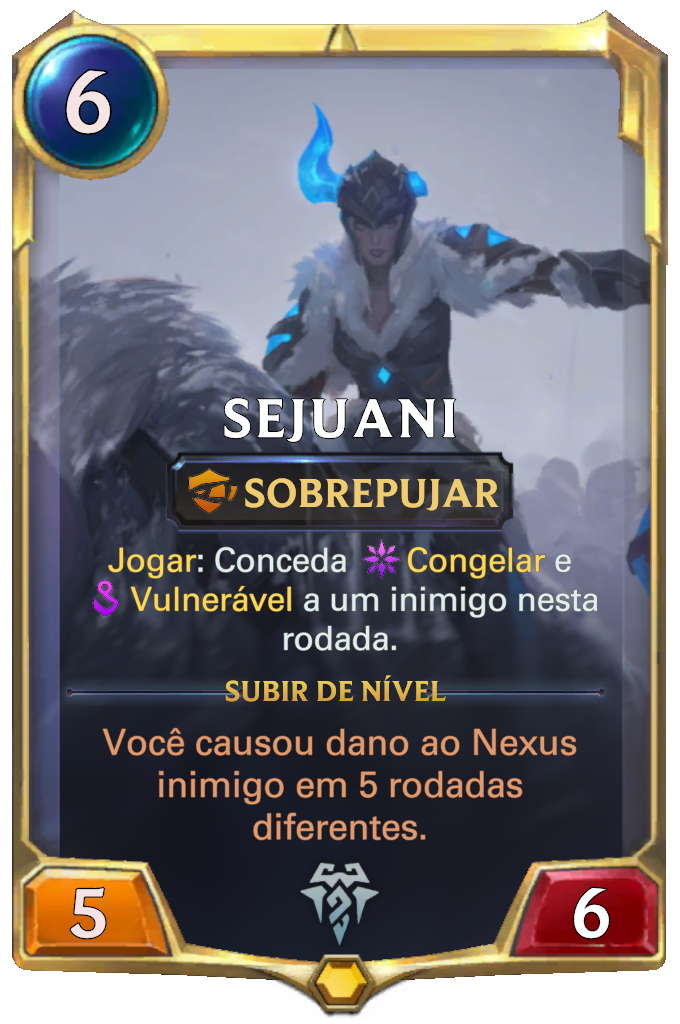 6
SEJUANI
SOBREPUJAR
Jogar: Conceda Congelar e
Vulnerável a um inimigo nesta
rodada.
SUBIR DE NÍVEL
Você causou dano ao Nexus
inimigo em 5 rodadas
diferentes.
5
6